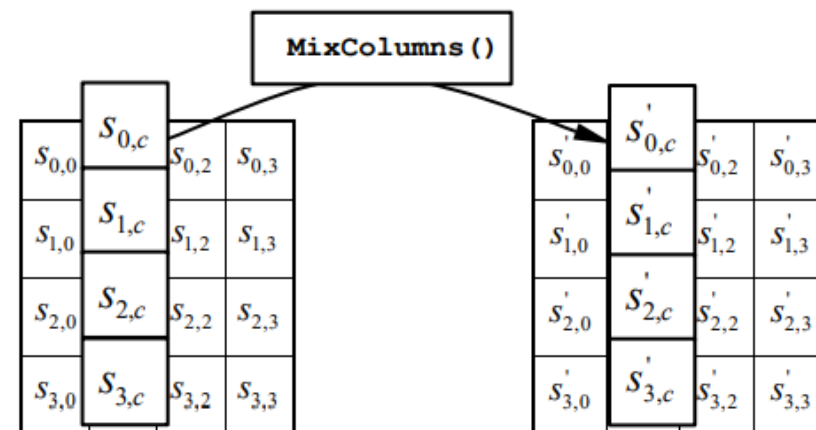 MixColumns()
s0,0 s0,c s0,2 s0,3 s'0,0 s'0,c s'0,2 s'0,3
s1,0 s1,c s1,2 s1,3 s'1,0 s'1,c s'1,2 s'1,3
s2,0 s2,c s2,2 s2,3 s'2,0 s'2,c s'2,2 s'2,3
s3,0 s3,c s3,2 s3,3 s'3,0 s'3,c s'3,2 s'3,3